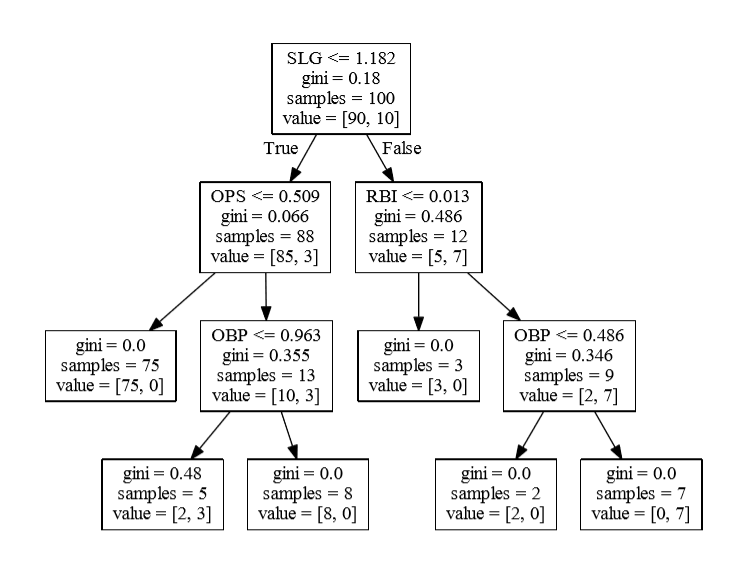 SLG <= 1.182
gini = 0.18
samples = 100
value = [90, 10]
True
False
OPS <= 0.509
gini = 0.066
samples = 88
value = [85, 3]
RBI <= 0.013
gini = 0.486
samples = 12
value = [5, 7]
gini = 0.0
samples = 75
value = [75, 0]
OBP <= 0.963
gini = 0.355
samples = 13
value = [10, 3]
gini = 0.0
samples = 3
value = [3, 0]
OBP <= 0.486
gini = 0.346
samples = 9
value = [2, 7]
gini = 0.48
samples = 5
value = [2, 3]
gini = 0.0
samples = 8
value = [8, 0]
gini = 0.0
samples = 2
value = [2, 0]
gini = 0.0
samples = 7
value = [0, 7]